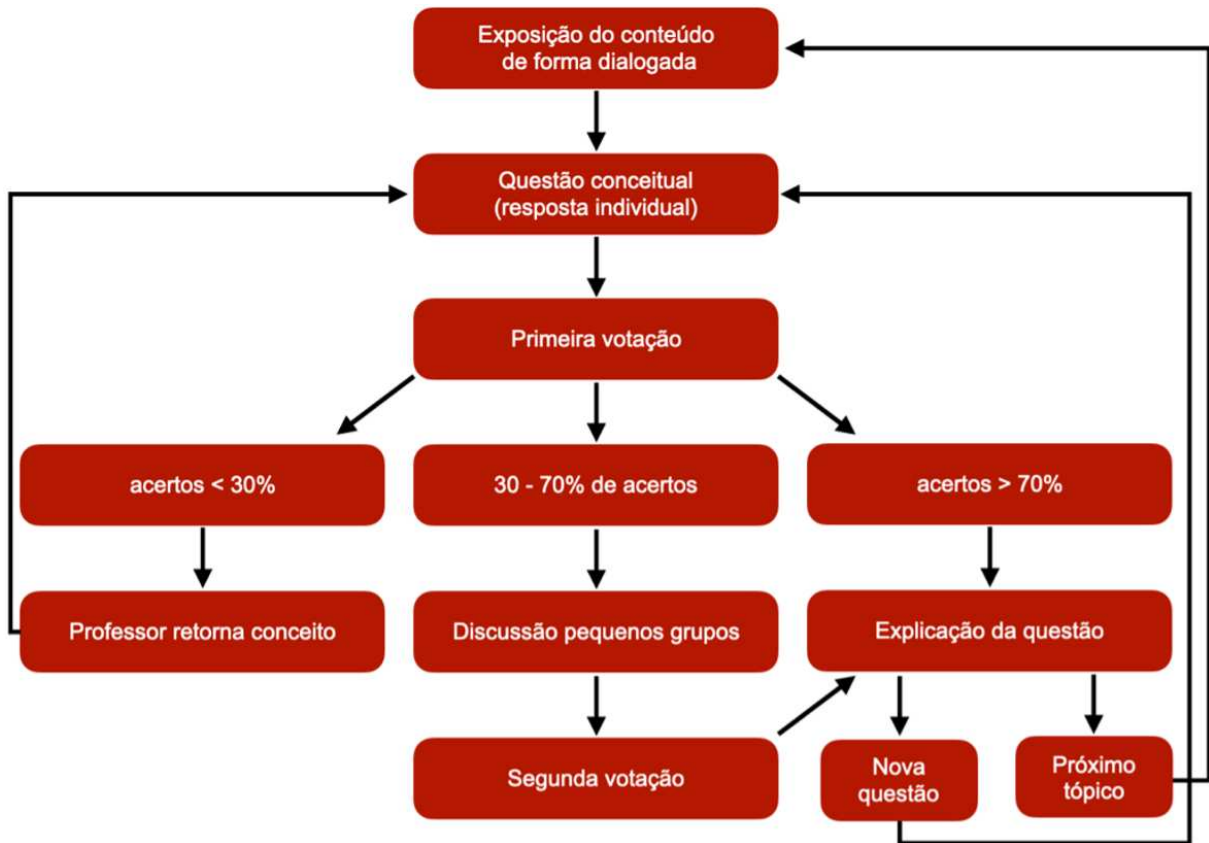 Exposição do conteúdo
de forma dialogada
Questão conceitual
(resposta individual)
Primeira votação
acertos < 30%
30 - 70% de acertos
acertos > 70%
Professor retorna conceito
Discussão pequenos grupos
Explicação da questão
Segunda votação
Nova
questão
Próximo
tópico